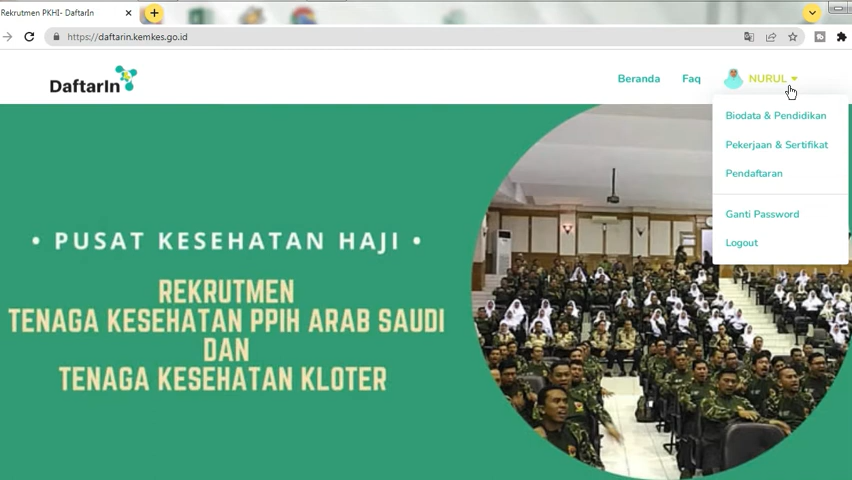 Rekrutmen PKHI- DaftarIn
https://daftarin.kemkes.go.id
DaftarIn
Beranda
Faq
NURUL
Biodata & Pendidikan
Pekerjaan & Sertifikat
Pendaftaran
Ganti Password
Logout
• PUSAT KESEHATAN HAJI •
REKRUTMEN
TENAGA KESEHATAN PPIH ARAB SAUDI
DAN
TENAGA KESEHATAN KLOTER